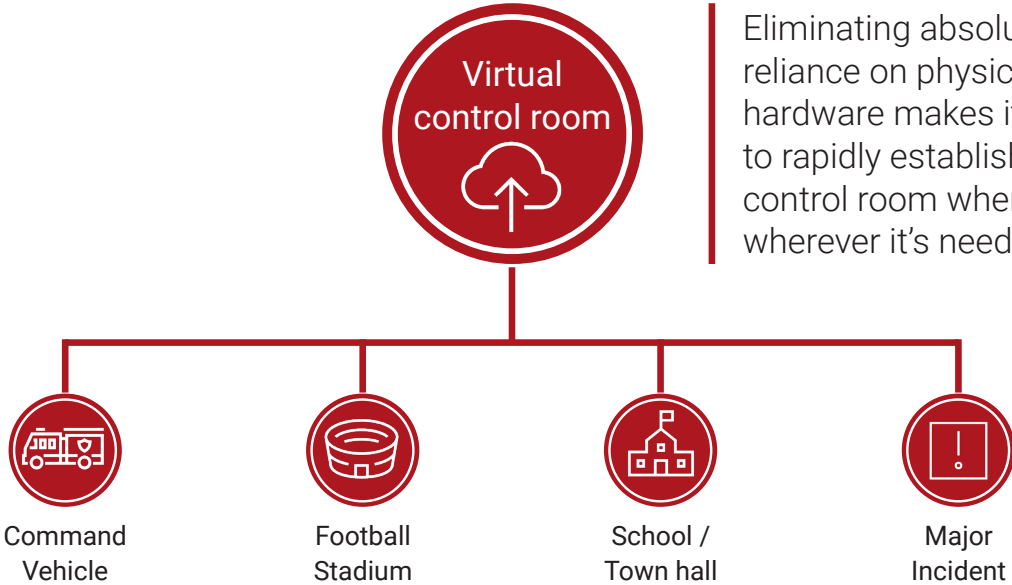 Virtual
control room
Eliminating
reliance on
hardware makes
to rapidly
control room
wherever it's
Command
Vehicle
Football
Stadium
School /
Town hall
Major
Incident